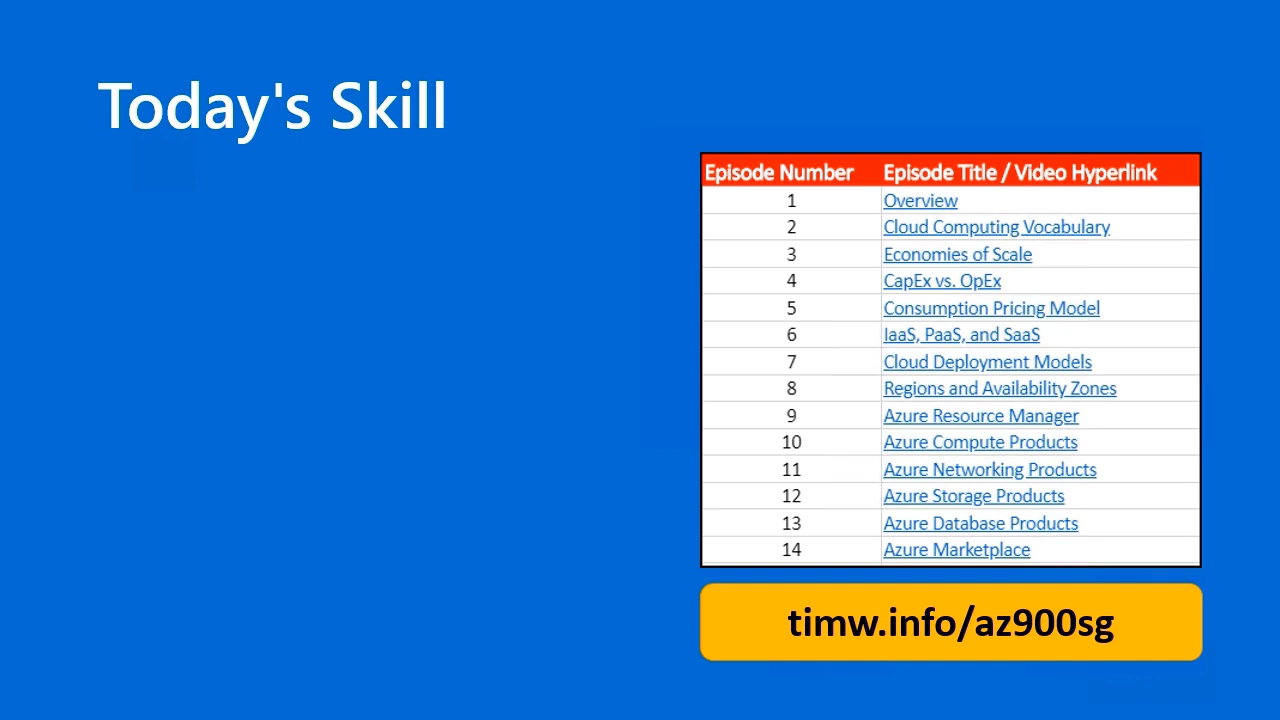 Today's Skill
Episode Number Episode Title / Video Hyperlink
1 Overview
2 Cloud Computing Vocabulary
3 Economies of Scale
4 CapEx vs. OpEx
5 Consumption Pricing Model
6 IaaS, PaaS, and SaaS
7 Cloud Deployment Models
8 Regions and Availability Zones
9 Azure Resource Manager
10 Azure Compute Products
11 Azure Networking Products
12 Azure Storage Products
13 Azure Database Products
14 Azure Marketplace
timw.info/az900sg